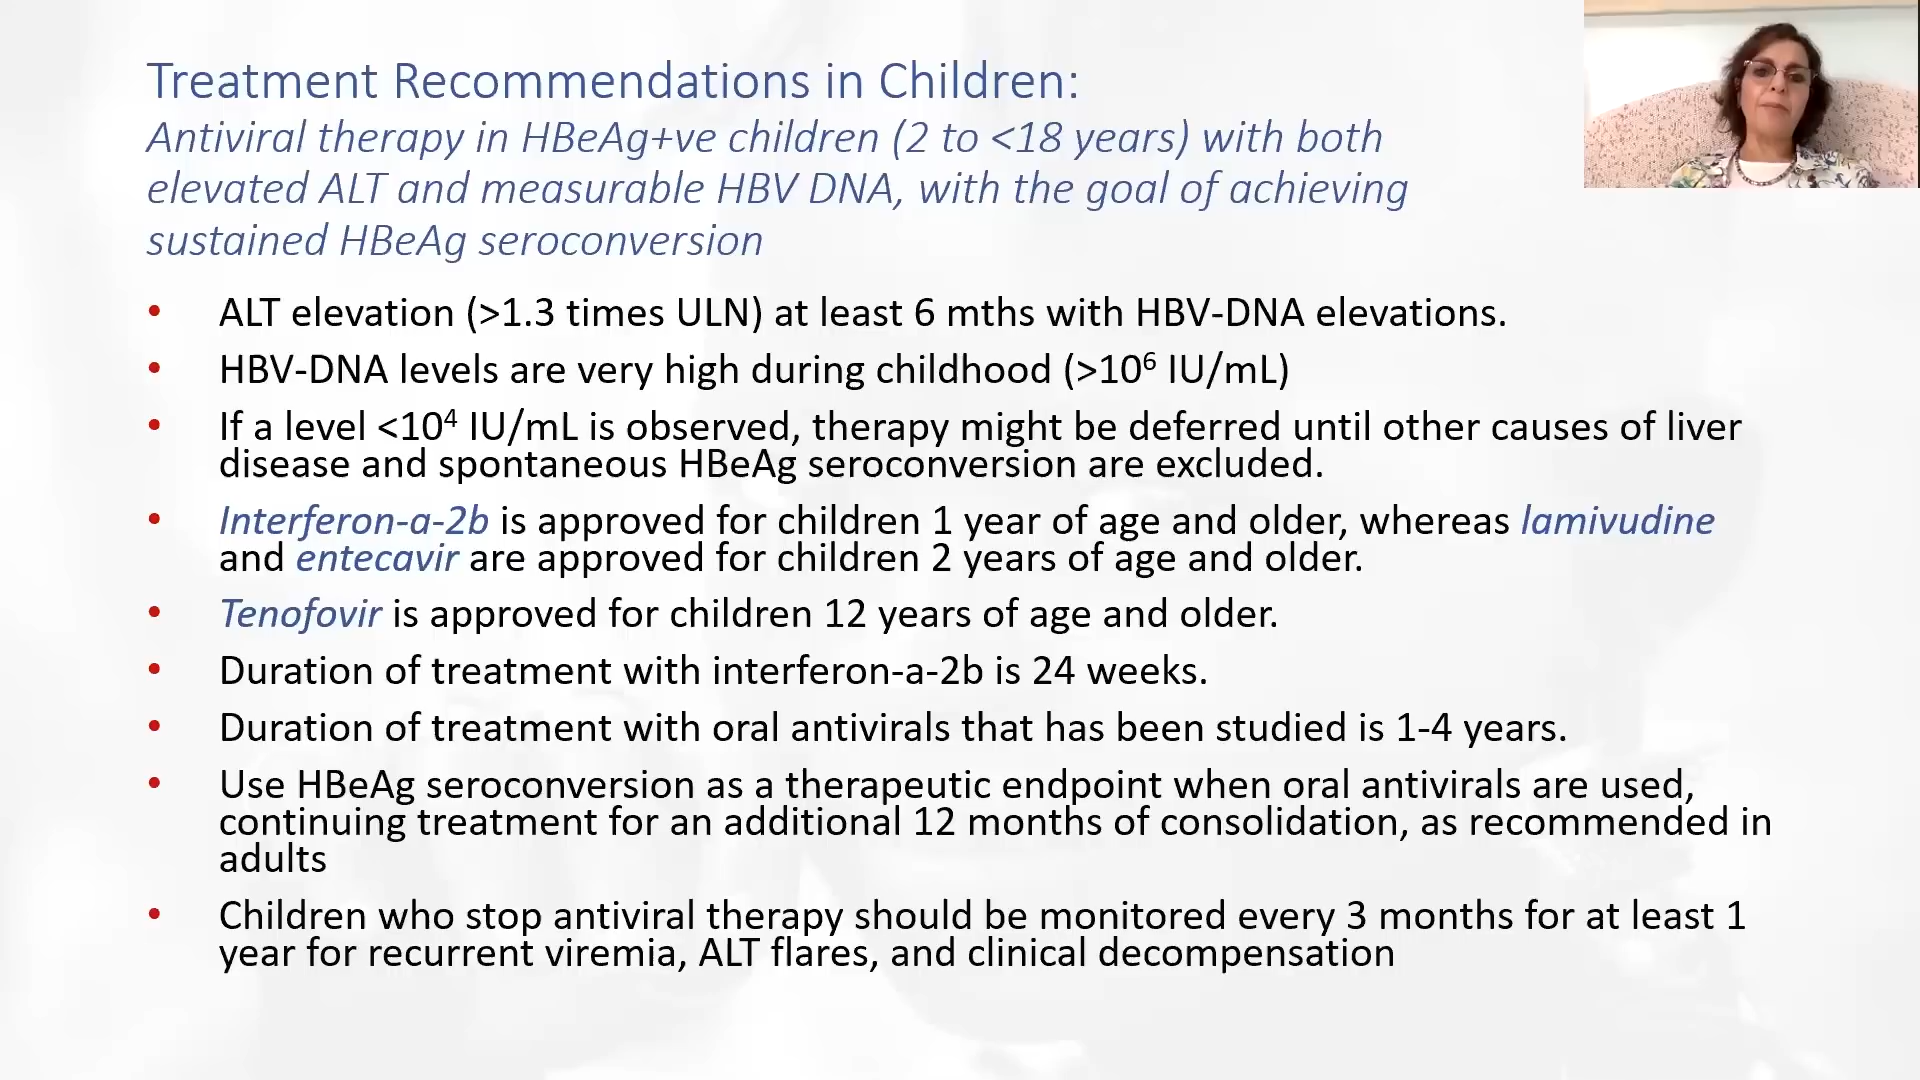 Treatment Recommendations in Children:
Antiviral therapy in HBeAg+ve children (2 to <18 years) with both
elevated ALT and measurable HBV DNA, with the goal of achieving
sustained HBeAg seroconversion
• ALT elevation (>1.3 times ULN) at least 6 mths with HBV-DNA elevations.
• HBV-DNA levels are very high during childhood (>10⁶ IU/mL)
• If a level <10⁴ IU/mL is observed, therapy might be deferred until other causes of liver
disease and spontaneous HBeAg seroconversion are excluded.
• Interferon-a-2b is approved for children 1 year of age and older, whereas lamivudine
and entecavir are approved for children 2 years of age and older.
• Tenofovir is approved for children 12 years of age and older.
• Duration of treatment with interferon-a-2b is 24 weeks.
• Duration of treatment with oral antivirals that has been studied is 1-4 years.
• Use HBeAg seroconversion as a therapeutic endpoint when oral antivirals are used,
continuing treatment for an additional 12 months of consolidation, as recommended in
adults
• Children who stop antiviral therapy should be monitored every 3 months for at least 1
year for recurrent viremia, ALT flares, and clinical decompensation